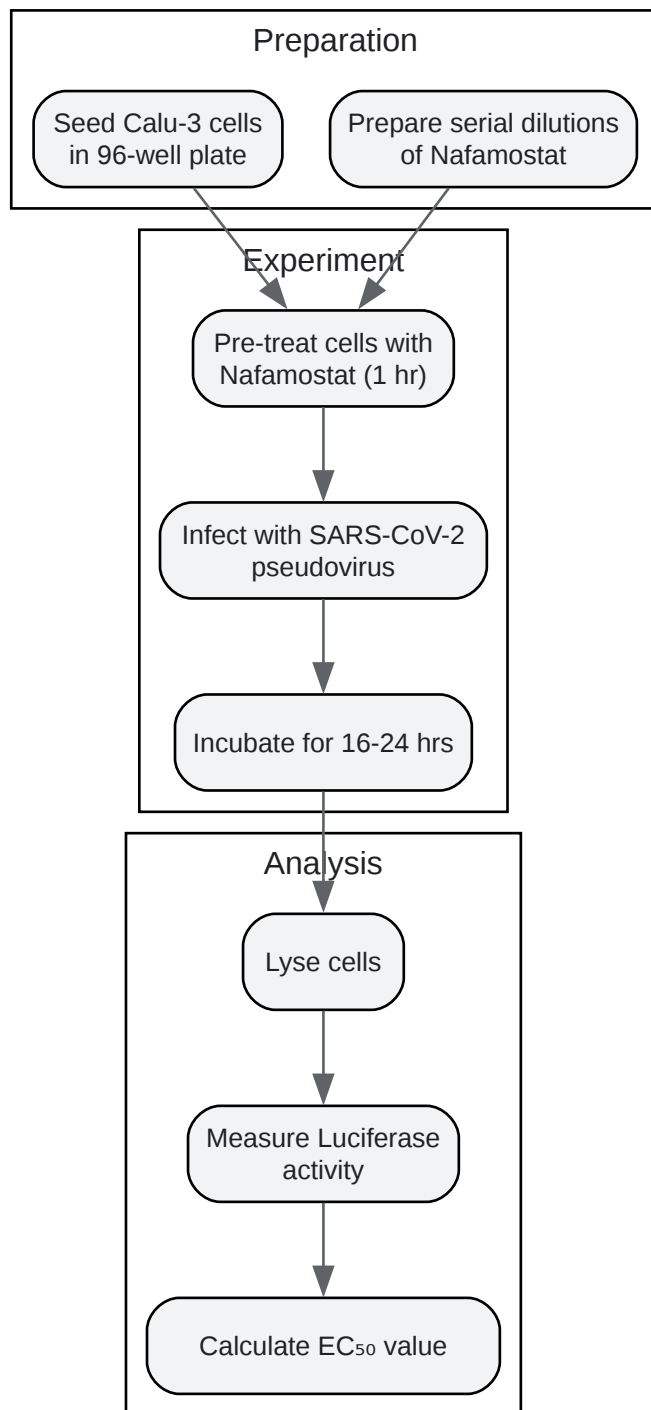 Preparation
Seed Calu-3 cells
in 96-well plate
Prepare serial dilutions
of Nafamostat
Experiment
Pre-treat cells with
Nafamostat (1 hr)
Infect with SARS-CoV-2
pseudovirus
Incubate for 16-24 hrs
Analysis
Lyse cells
Measure Luciferase
activity
Calculate EC₅₀ value